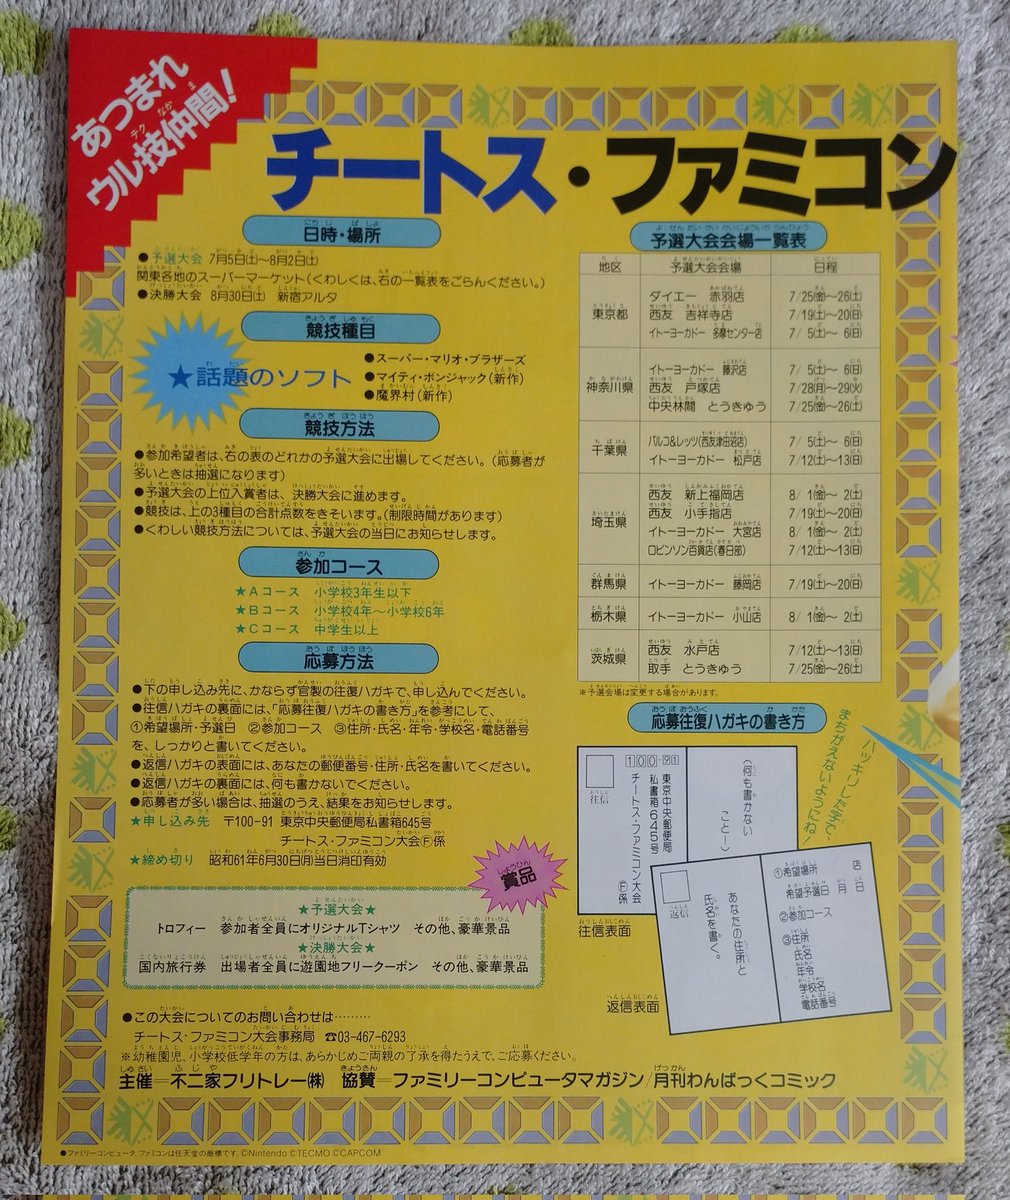 あつまれ
ウル技仲間!
チートス・ファミコン
日時・場所
●予選大会 7月5日(土)~8月2日(土)
関東各地のスーパーマーケット(くわしくは、右の一覧表をごらんください。)
●決勝大会 8月30日(土) 新宿アルタ
競技種目
★話題のソフト
●スーパー・マリオ・ブラザーズ
●マイティ・ボンジャック(新作)
●魔界村(新作)
競技方法
●参加希望者は、右の表のどれかの予選大会に出場してください。(応募者が
多いときは抽選になります)
●予選大会の上位入賞者は、決勝大会に進めます。
●競技は、上の3種目の合計点数をきそいます。(制限時間があります)
●くわしい競技方法については、予選大会の当日にお知らせします。
参加コース
★Aコース 小学校3年生以下
★Bコース 小学校4年~小学校6年
★Cコース 中学生以上
応募方法
●下の申し込み先に、かならず官製の往復ハガキで、申し込んでください。
●往信ハガキの裏面には、「応募往復ハガキの書き方」を参考にして、
①希望場所・予選日 ②参加コース ③住所・氏名・年令・学校名・電話番号
を、しっかりと書いてください。
●返信ハガキの表面には、あなたの郵便番号・住所・氏名を書いてください。
●返信ハガキの裏面には、何も書かないでください。
●応募者が多い場合は、抽選のうえ、結果をお知らせします。
★申し込み先 〒100-91 東京中央郵便局私書箱645号
チートス・ファミコン大会Ⓕ係
★締め切り 昭和61年6月30日(月)当日消印有効
賞品
★予選大会★
トロフィー 参加者全員にオリジナルTシャツ その他、豪華景品
★決勝大会★
国内旅行券 出場者全員に遊園地フリークーポン その他、豪華景品
●この大会についてのお問い合わせは………
チートス・ファミコン大会事務局 ☎03-467-6293
※幼稚園児、小学校低学年の方は、あらかじめご両親の了承を得たうえで、ご応募ください。
主催=不二家フリトレー(株) 協賛=ファミリーコンピュータマガジン/月刊わんぱっくコミック
●ファミリーコンピュータ、ファミコンは任天堂の商標です。©Nintendo ©TECMO ©CAPCOM
予選大会会場一覧表
地区 予選大会会場 日程
東京都
ダイエー 赤羽店 7/25(金)~26(土)
西友 吉祥寺店 7/19(土)~20(日)
イトーヨーカドー 多摩センター店 7/5(土)~6(日)
神奈川県
イトーヨーカドー 藤沢店 7/5(土)~6(日)
西友 戸塚店 7/28(月)~29(火)
中央林間 とうきゅう 7/25(金)~26(土)
千葉県
パルコ&レッツ(西友津田沼店) 7/5(土)~6(日)
イトーヨーカドー 松戸店 7/12(土)~13(日)
埼玉県
西友 新上福岡店 8/1(金)~2(土)
西友 小手指店 7/19(土)~20(日)
イトーヨーカドー 大宮店 8/1(金)~2(土)
ロビンソン百貨店(春日部) 7/12(土)~13(日)
群馬県 イトーヨーカドー 藤岡店 7/19(土)~20(日)
栃木県 イトーヨーカドー 小山店 8/1(金)~2(土)
茨城県
西友 水戸店 7/12(土)~13(日)
取手 とうきゅう 7/25(金)~26(土)
※予選会場は変更する場合があります。
応募往復ハガキの書き方
ハッキリした字で、
まちがえないようにね!
往信
100-91
東京中央郵便局
私書箱645号
チートス・ファミコン大会
Ⓕ係
(何も書かない
こと!)
往信表面
返信
あなたの住所と
氏名を書く。
①希望場所 店
希望予選日 月 日
②参加コース
③住所
氏名
年令
学校名
電話番号
返信表面